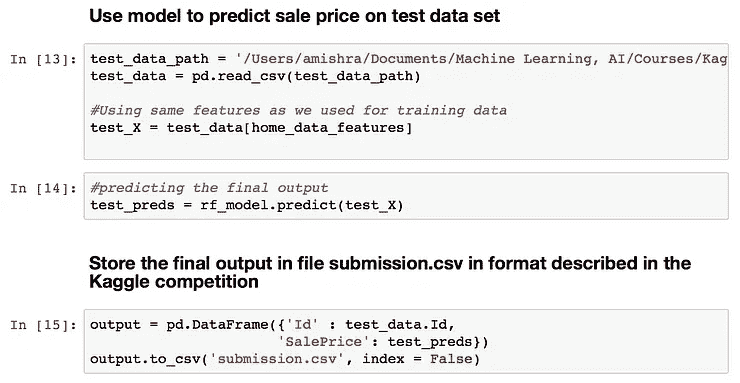 Use model to predict sale price on test data set
In [13]: test_data_path = '/Users/amishra/Documents/Machine Learning, AI/Courses/Kag
test_data = pd.read_csv(test_data_path)
#Using same features as we used for training data
test_X = test_data[home_data_features]
In [14]: #predicting the final output
test_preds = rf_model.predict(test_X)
Store the final output in file submission.csv in format described in the
Kaggle competition
In [15]: output = pd.DataFrame({'Id' : test_data.Id,
'SalePrice': test_preds})
output.to_csv('submission.csv', index = False)